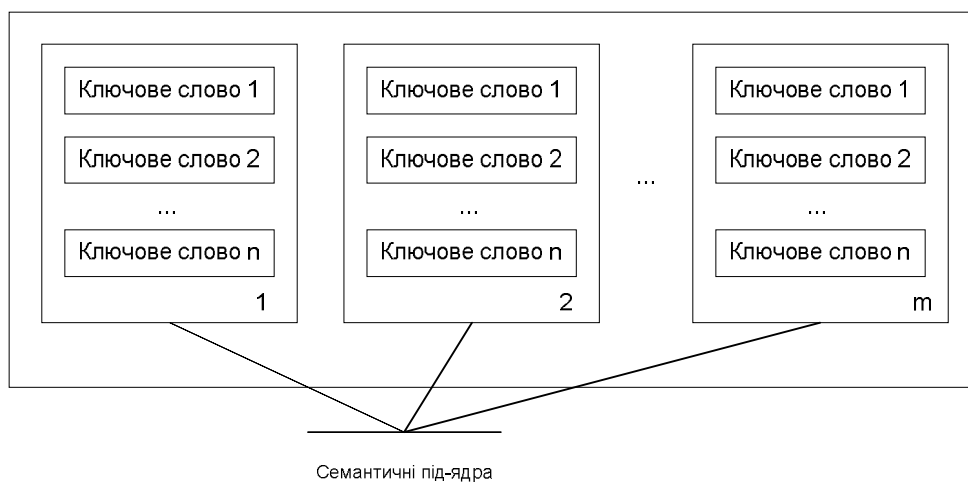 Ключове слово 1
Ключове слово 2
...
Ключове слово n
1
Ключове слово 1
Ключове слово 2
...
Ключове слово n
2
...
Ключове слово 1
Ключове слово 2
...
Ключове слово n
m
Семантичні під-ядра